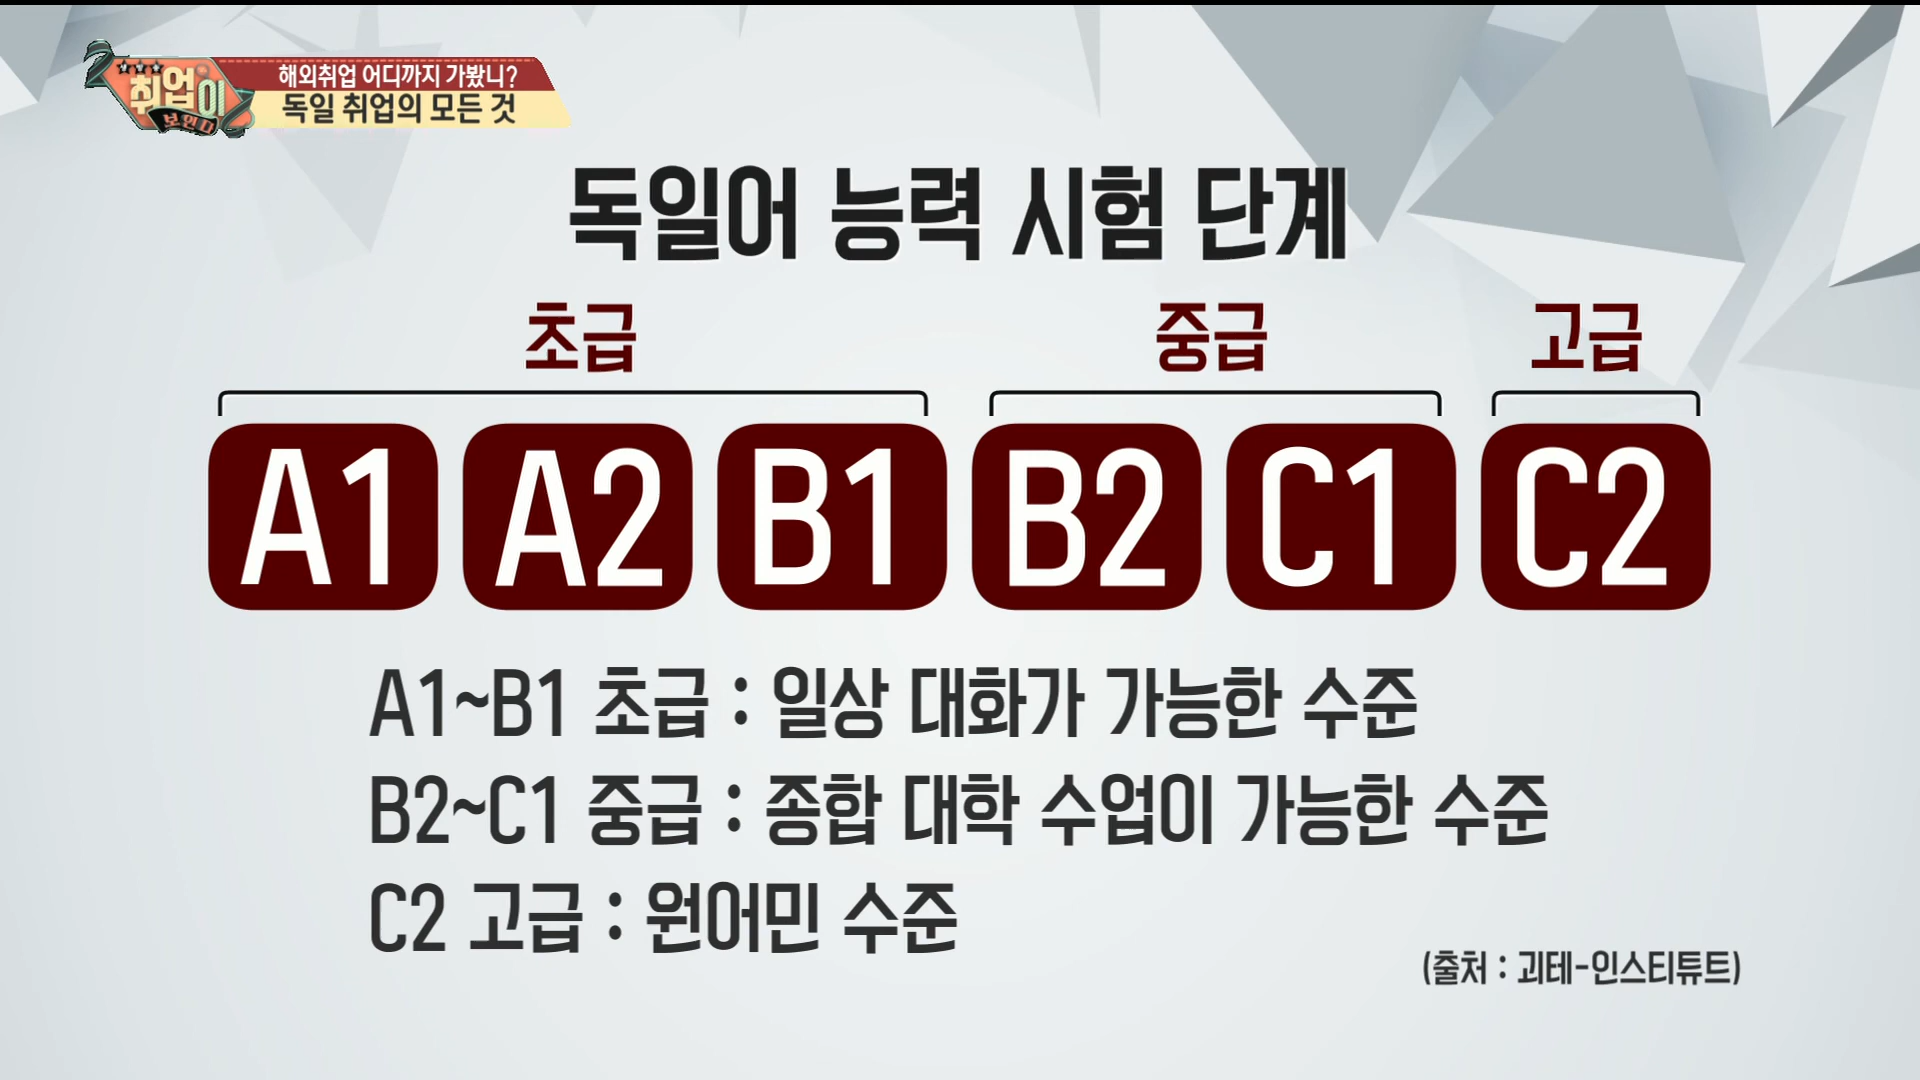 취업이
보인다
해외취업 어디까지 가봤니?
독일 취업의 모든 것
독일어 능력 시험 단계
초급 중급 고급
A1 A2 B1 B2 C1 C2
A1~B1 초급 : 일상 대화가 가능한 수준
B2~C1 중급 : 종합 대학 수업이 가능한 수준
C2 고급 : 원어민 수준
(출처 : 괴테-인스티튜트)